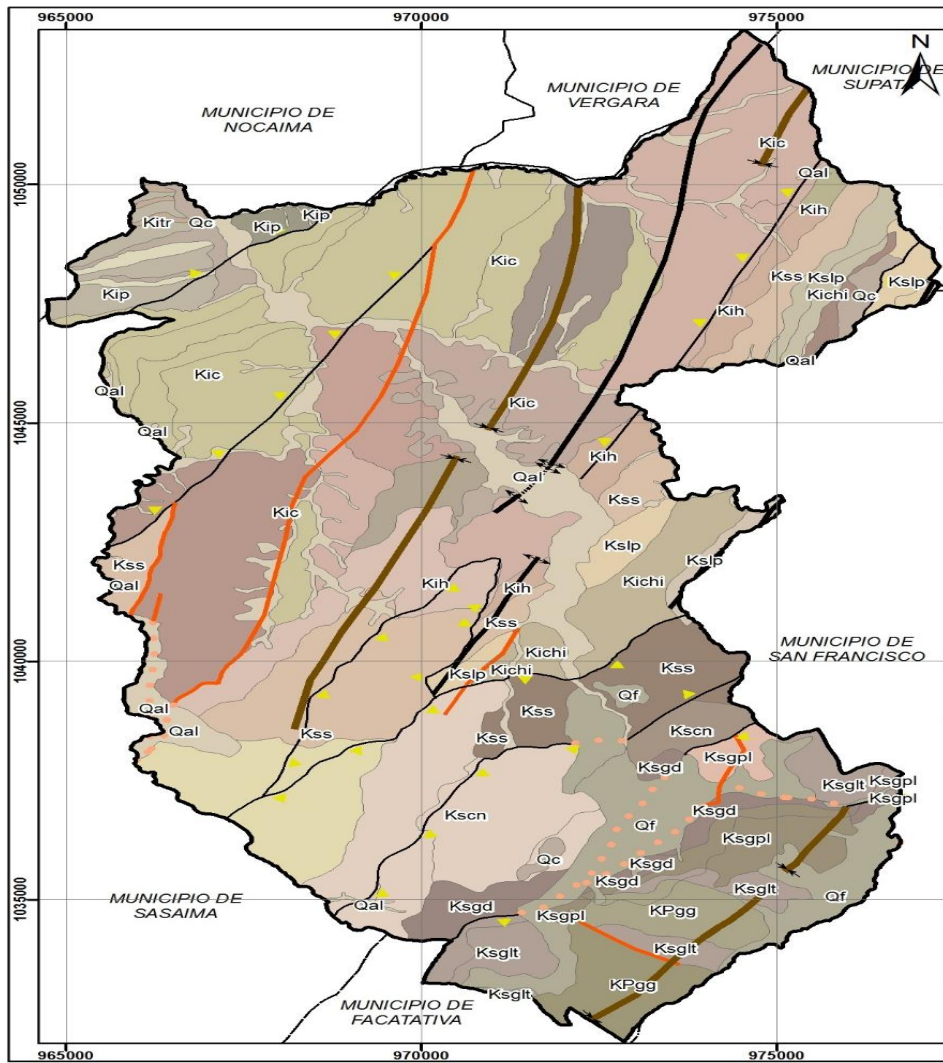 965000 970000 975000
N
MUNICIPIO DE
SUPATA
MUNICIPIO DE
VERGARA
MUNICIPIO DE
NOCAIMA
Kic
1050000
Qal
Kip
Kitr Qc Kip
Kih
Kic
Kss Kslp
Kslp
Kip
Kichi Qc
Kih
Qal
Kic
Qal
Kic
1045000
Qal
Kih
Qal
Kss
Kic
Kslp
Kslp
Kss
Kichi
Qal
Kih
Kih
Kss
MUNICIPIO DE
SAN FRANCISCO
1040000
Kichi
Kslp Kichi
Kss
Qf
Qal
Kss
Qal
Kss
Kss
Kscn
Ksgpl
Ksgd
Ksglt
Ksgpl
Ksgpl
Kscn
Ksgd
Qf
Ksgpl
Qc
Ksgd
Ksgd
Ksglt
Qf
1035000
MUNICIPIO DE
SASAIMA
Qal
Ksgd
Ksgpl
KPgg
Ksglt
Ksglt
KPgg
Ksglt
MUNICIPIO DE
FACATATIVA
965000 970000 975000